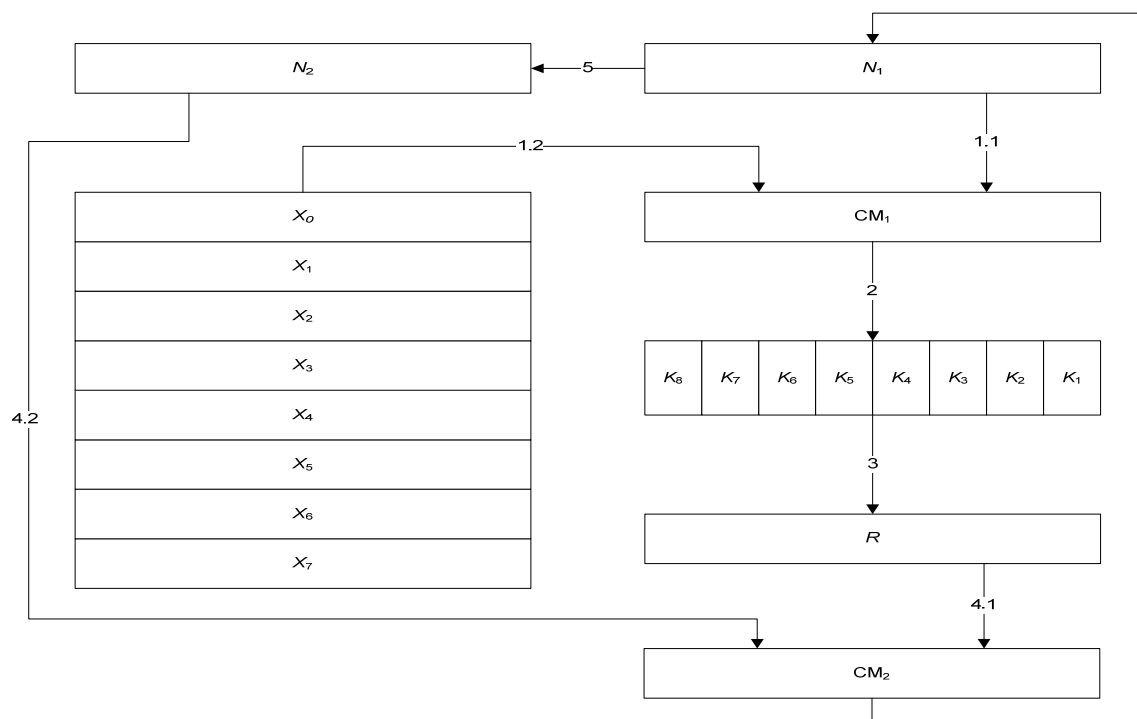 N₂
5
N₁
1.2
1.1
X₀
CM₁
X₁
2
X₂
X₃
K₈ K₇ K₆ K₅ K₄ K₃ K₂ K₁
X₄
4.2
X₅
3
X₆
R
X₇
4.1
CM₂